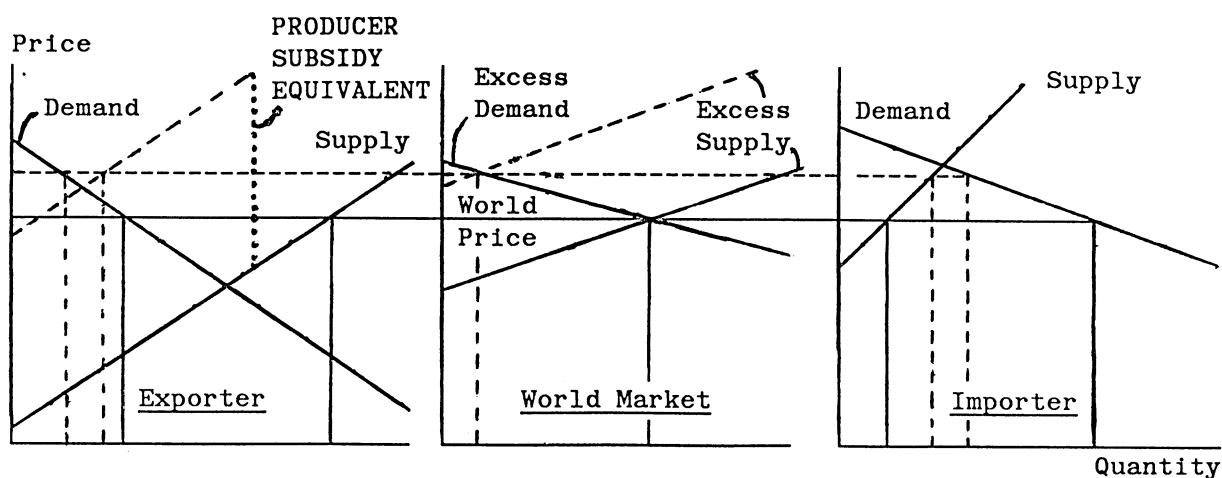 Price
PRODUCER
SUBSIDY
EQUIVALENT
Demand
Supply
Exporter
Excess
Demand
Excess
Supply
World
Price
World Market
Supply
Demand
Importer
Quantity